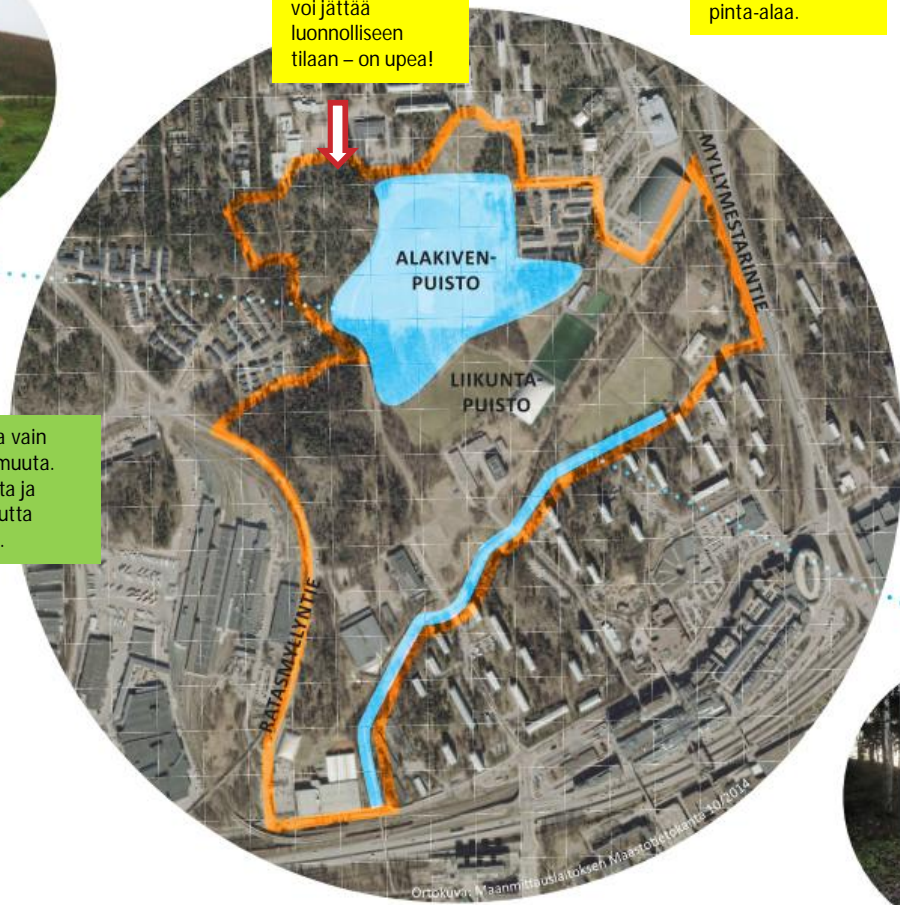 voi jättää
luonnolliseen
tilaan – on upea!
pinta-alaa.
MYLLYMESTARINTIE
ALAKIVEN-
PUISTO
LIIKUNTA-
PUISTO
a vain
muuta.
ta ja
utta
.
RATASMYLLYNTIE
Ortokuva: Maanmittauslaitoksen Maastotietokanta 10/2014